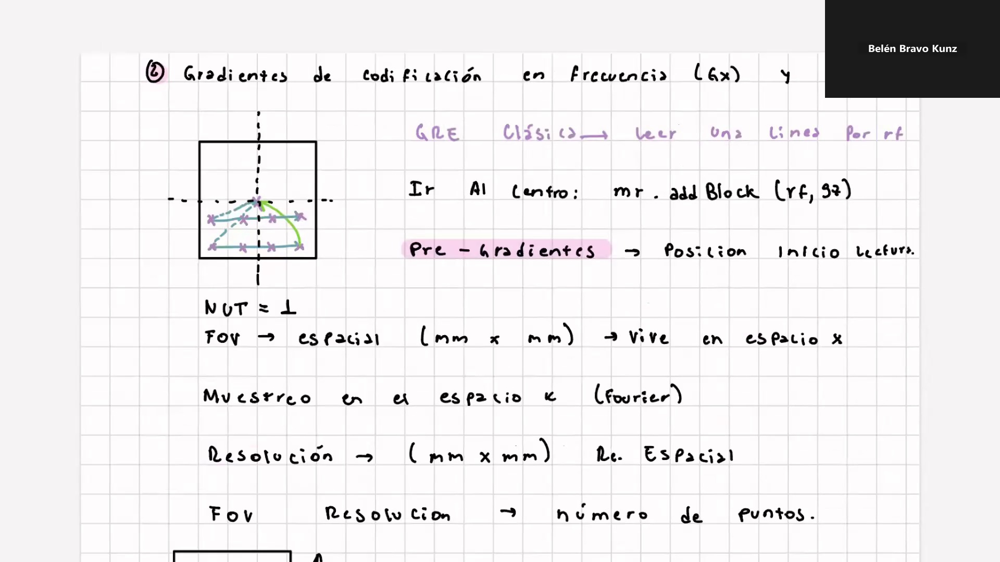 Belén Bravo Kunz
② Gradientes de codificación en frecuencia (Gx) y
GRE Clásica → leer una linea por rf
Ir Al centro: mr. addBlock (rf, gz)
Pre - Gradientes → Posicion Inicio Lectura.
NUT ≈ 1
FOV → espacial (mm x mm) → vive en espacio x
Muestreo en el espacio k (Fourier)
Resolución → (mm x mm) Re. Espacial
FOV Resolucion → número de puntos.